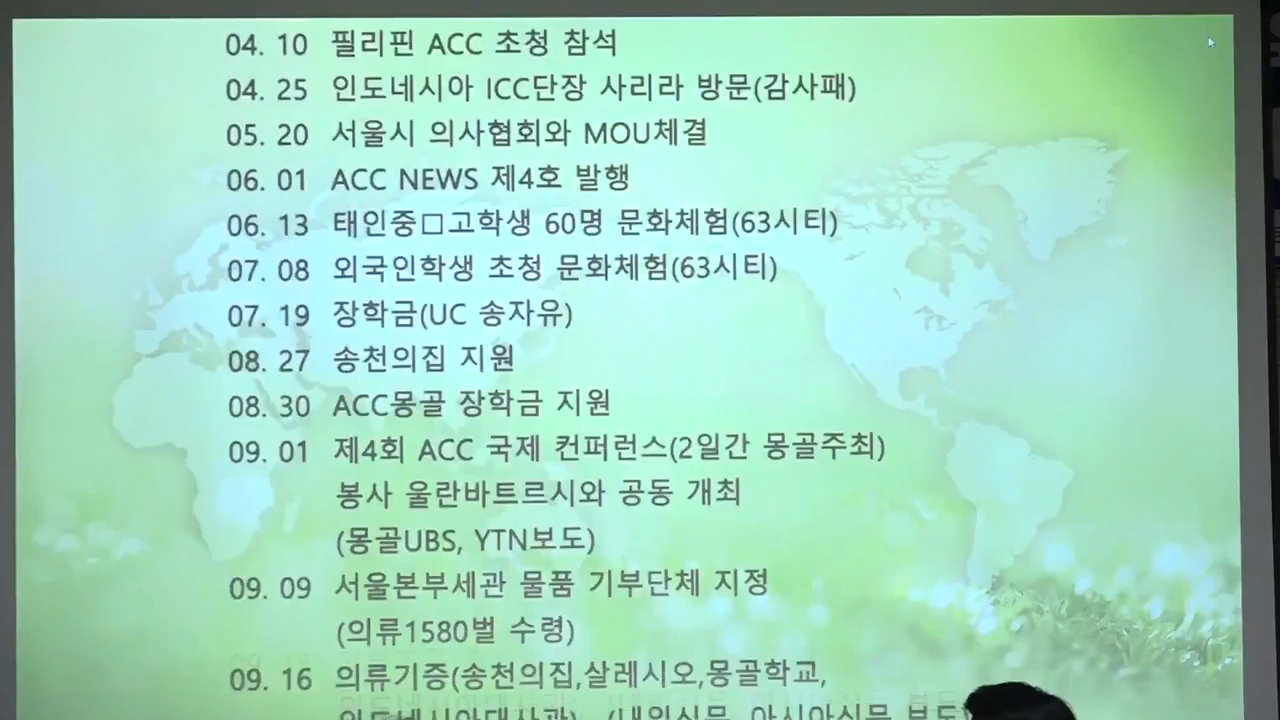 04. 10 필리핀 ACC 초청 참석
04. 25 인도네시아 ICC단장 사리라 방문(감사패)
05. 20 서울시 의사협회와 MOU체결
06. 01 ACC NEWS 제4호 발행
06. 13 태인중□고학생 60명 문화체험(63시티)
07. 08 외국인학생 초청 문화체험(63시티)
07. 19 장학금(UC 송자유)
08. 27 송천의집 지원
08. 30 ACC몽골 장학금 지원
09. 01 제4회 ACC 국제 컨퍼런스(2일간 몽골주최)
봉사 울란바트르시와 공동 개최
(몽골UBS, YTN보도)
09. 09 서울본부세관 물품 기부단체 지정
(의류1580벌 수령)
09. 16 의류기증(송천의집,살레시오,몽골학교,